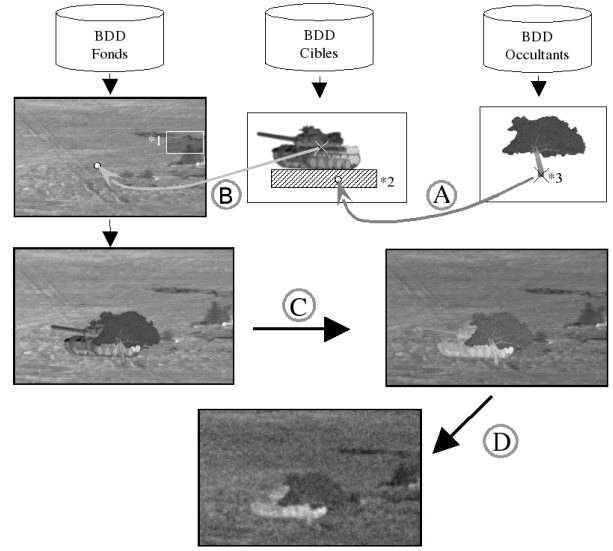 BDD
Fonds
BDD
Cibles
BDD
Occultants
*1
B
*2
A
*3
C
D